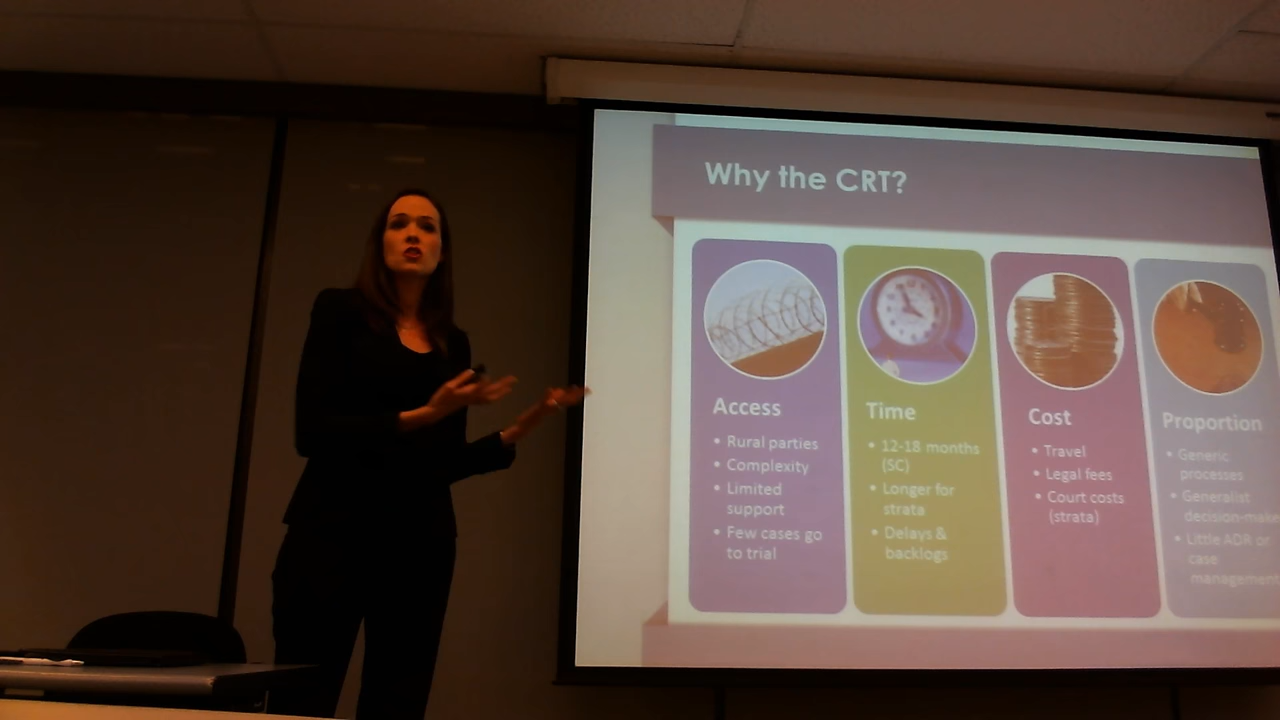 Why the CRT?
Access
• Rural parties
• Complexity
• Limited
support
• Few cases go
to trial
Time
• 12-18 months
(SC)
• Longer for
strata
• Delays &
backlogs
Cost
• Travel
• Legal fees
• Court costs
(strata)
Proportion
• Generic
processes
• Generalist
decision-make
• Little ADR or
case
management